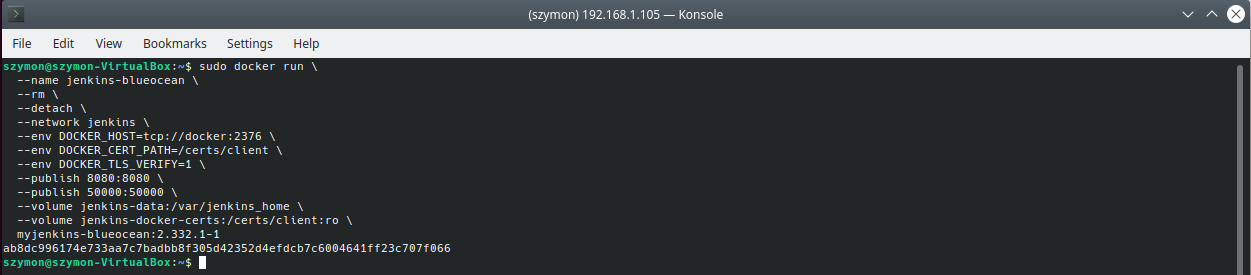 (szymon) 192.168.1.105 — Konsole
File Edit View Bookmarks Settings Help
szymon@szymon-VirtualBox:~$ sudo docker run \
  --name jenkins-blueocean \
  --rm \
  --detach \
  --network jenkins \
  --env DOCKER_HOST=tcp://docker:2376 \
  --env DOCKER_CERT_PATH=/certs/client \
  --env DOCKER_TLS_VERIFY=1 \
  --publish 8080:8080 \
  --publish 50000:50000 \
  --volume jenkins-data:/var/jenkins_home \
  --volume jenkins-docker-certs:/certs/client:ro \
  myjenkins-blueocean:2.332.1-1
ab8dc996174e733aa7c7badbb8f305d42352d4efdcb7c6004641ff23c707f066
szymon@szymon-VirtualBox:~$